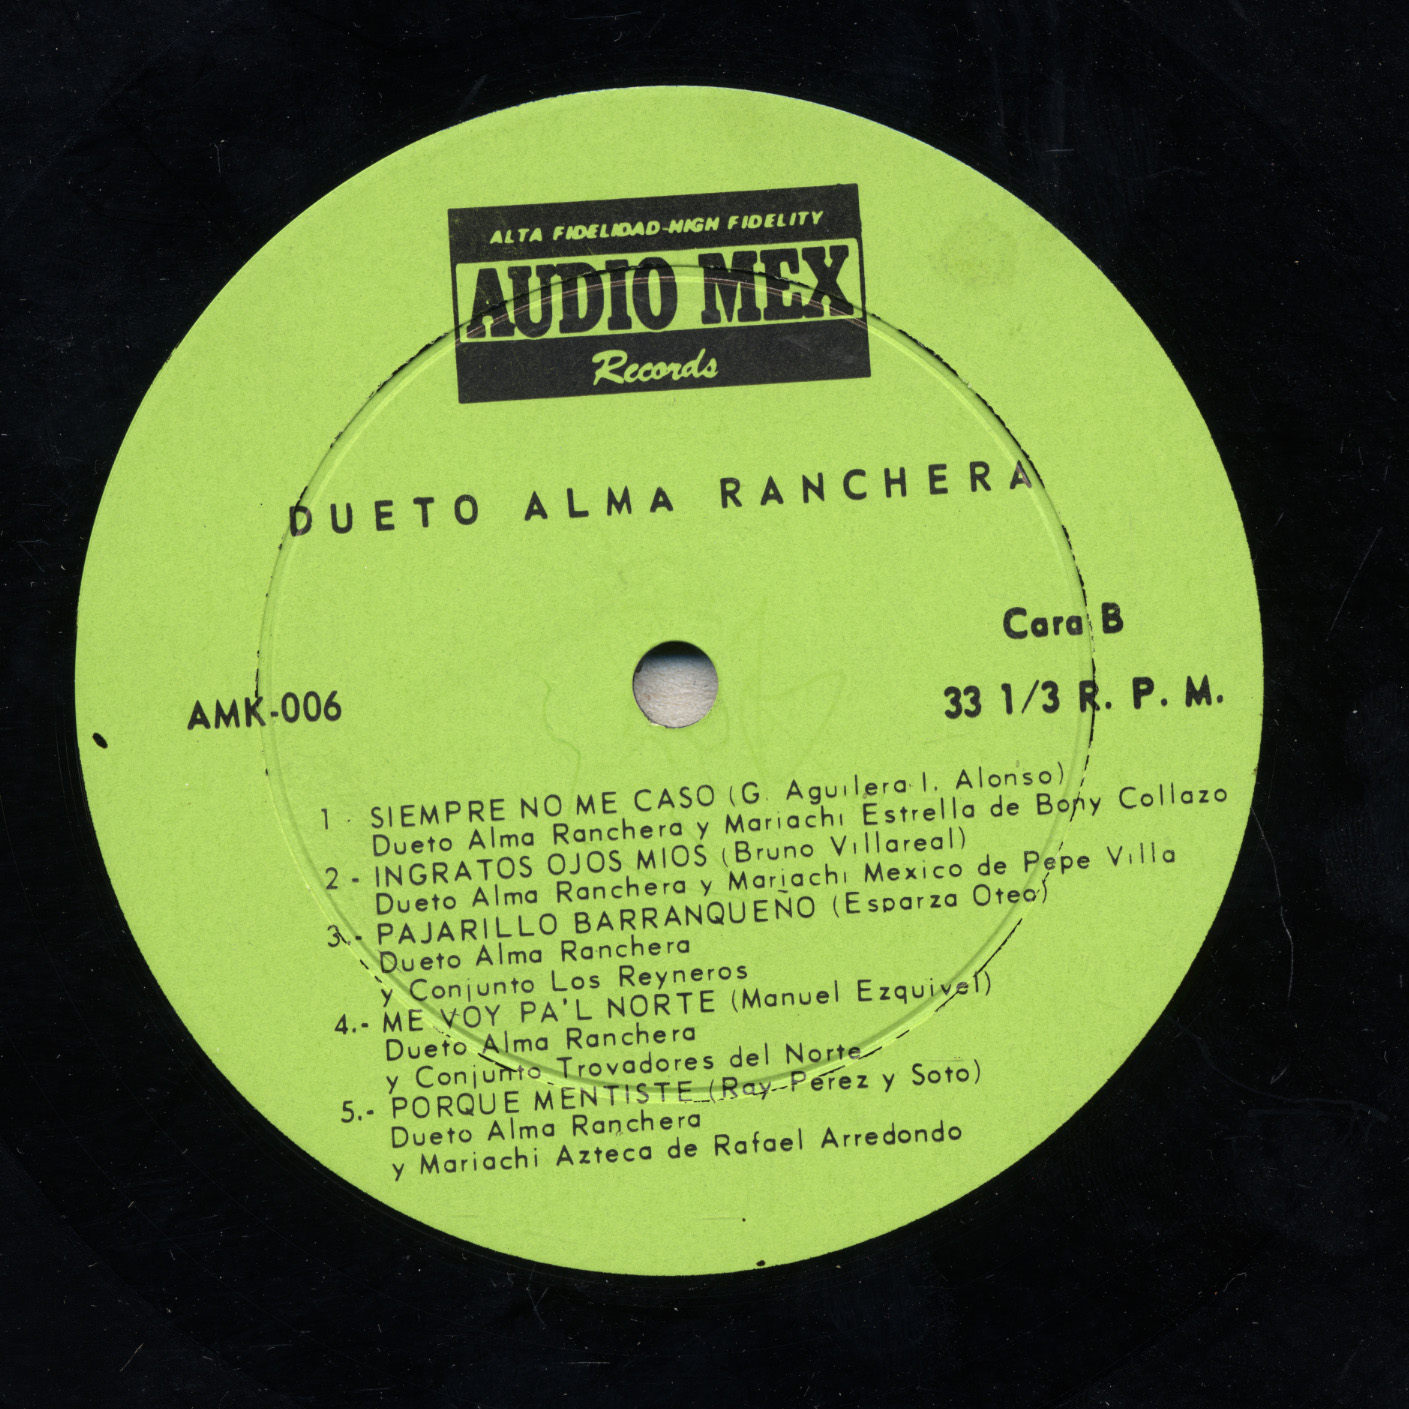 ALTA FIDELIDAD-HIGH FIDELITY
AUDIO MEX
Records
DUETO ALMA RANCHERA
Cara B
AMK-006
33 1/3 R. P. M.
1 - SIEMPRE NO ME CASO (G. Aguilera I. Alonso)
Dueto Alma Ranchera y Mariachi Estrella de Bony Collazo
2 - INGRATOS OJOS MIOS (Bruno Villareal)
Dueto Alma Ranchera y Mariachi Mexico de Pepe Villa
3.- PAJARILLO BARRANQUEÑO (Esparza Oteo)
Dueto Alma Ranchera
y Conjunto Los Reyneros
4.- ME VOY PA'L NORTE (Manuel Ezquivel)
Dueto Alma Ranchera
y Conjunto Trovadores del Norte
5.- PORQUE MENTISTE (Ray Perez y Soto)
Dueto Alma Ranchera
y Mariachi Azteca de Rafael Arredondo